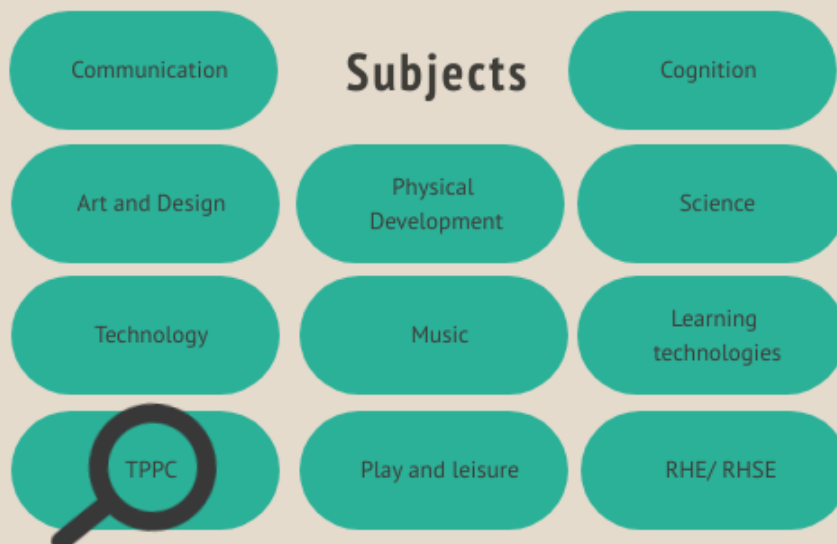 Communication
Subjects
Cognition
Art and Design
Physical
Development
Science
Technology
Music
Learning
technologies
TPPC
Play and leisure
RHE/ RHSE